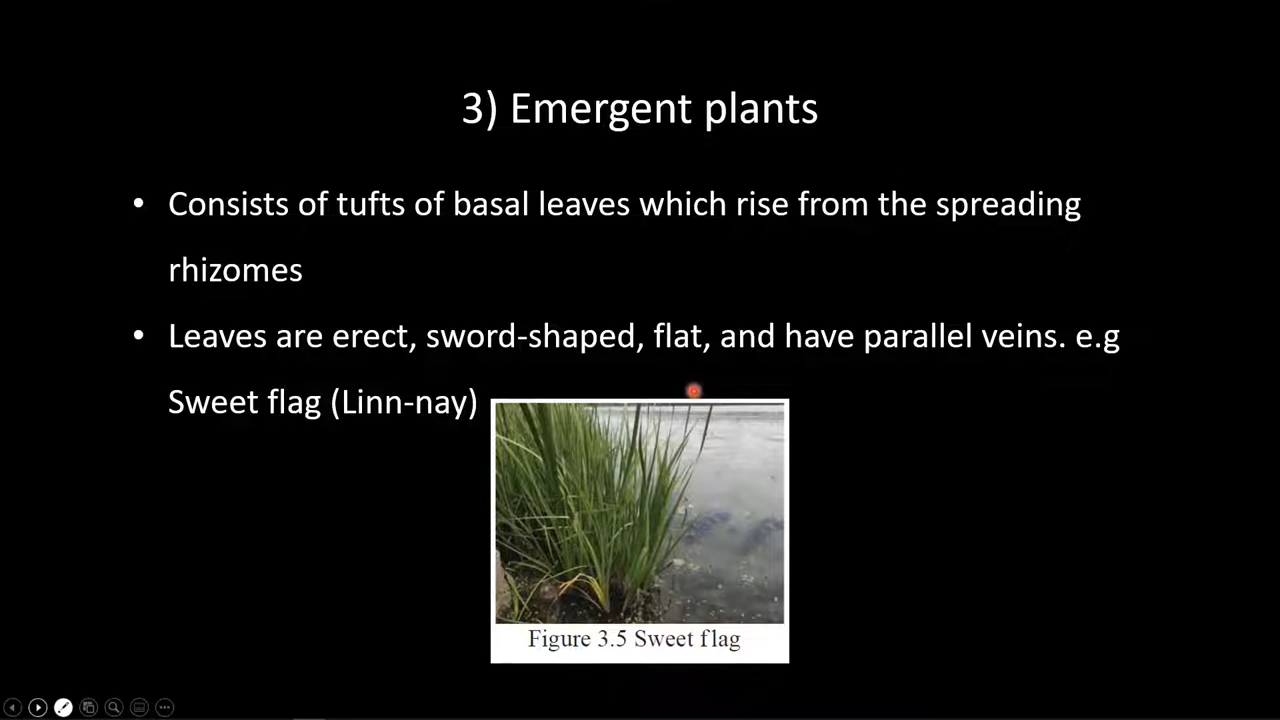 3) Emergent plants
• Consists of tufts of basal leaves which rise from the spreading
rhizomes
• Leaves are erect, sword-shaped, flat, and have parallel veins. e.g
Sweet flag (Linn-nay)
Figure 3.5 Sweet flag